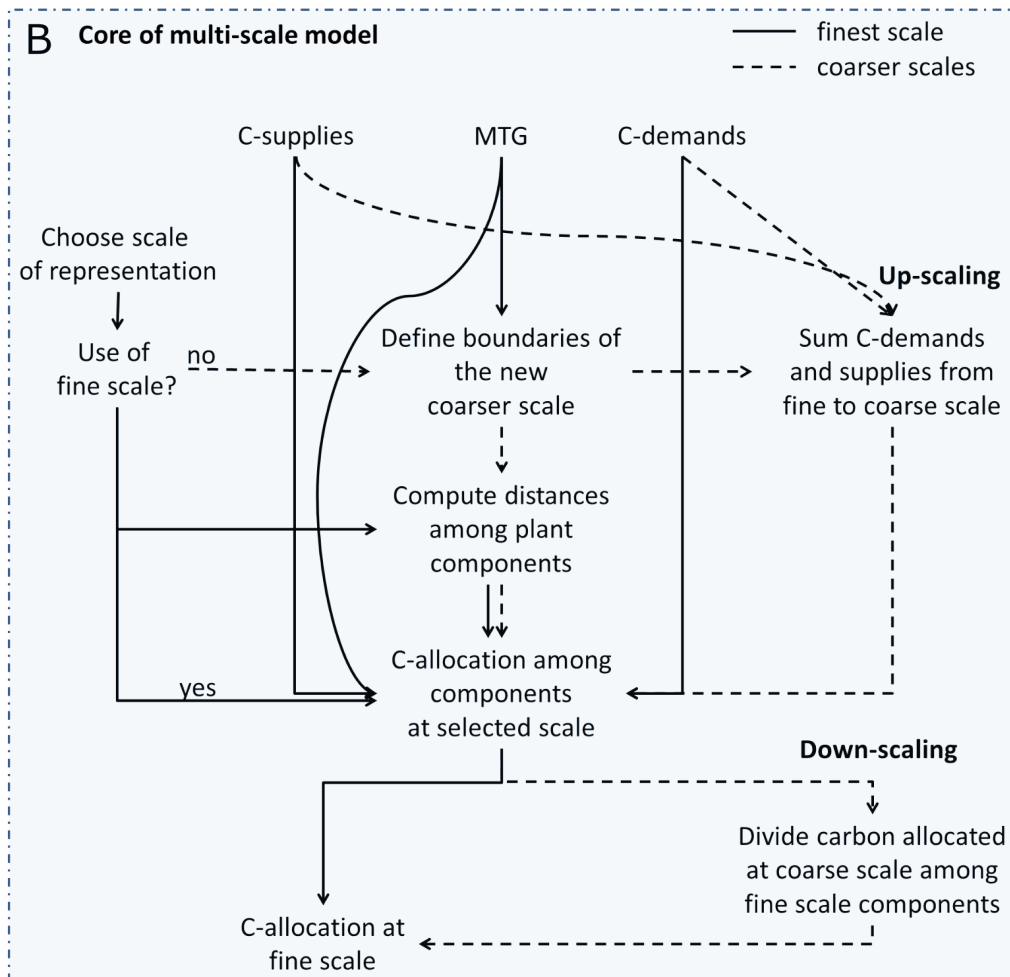 B Core of multi-scale model
finest scale
coarser scales
C-supplies
MTG
C-demands
Choose scale
of representation
Up-scaling
Use of
fine scale?
no
Define boundaries of
the new
coarser scale
Sum C-demands
and supplies from
fine to coarse scale
Compute distances
among plant
components
yes
C-allocation among
components
at selected scale
Down-scaling
Divide carbon allocated
at coarse scale among
fine scale components
C-allocation at
fine scale